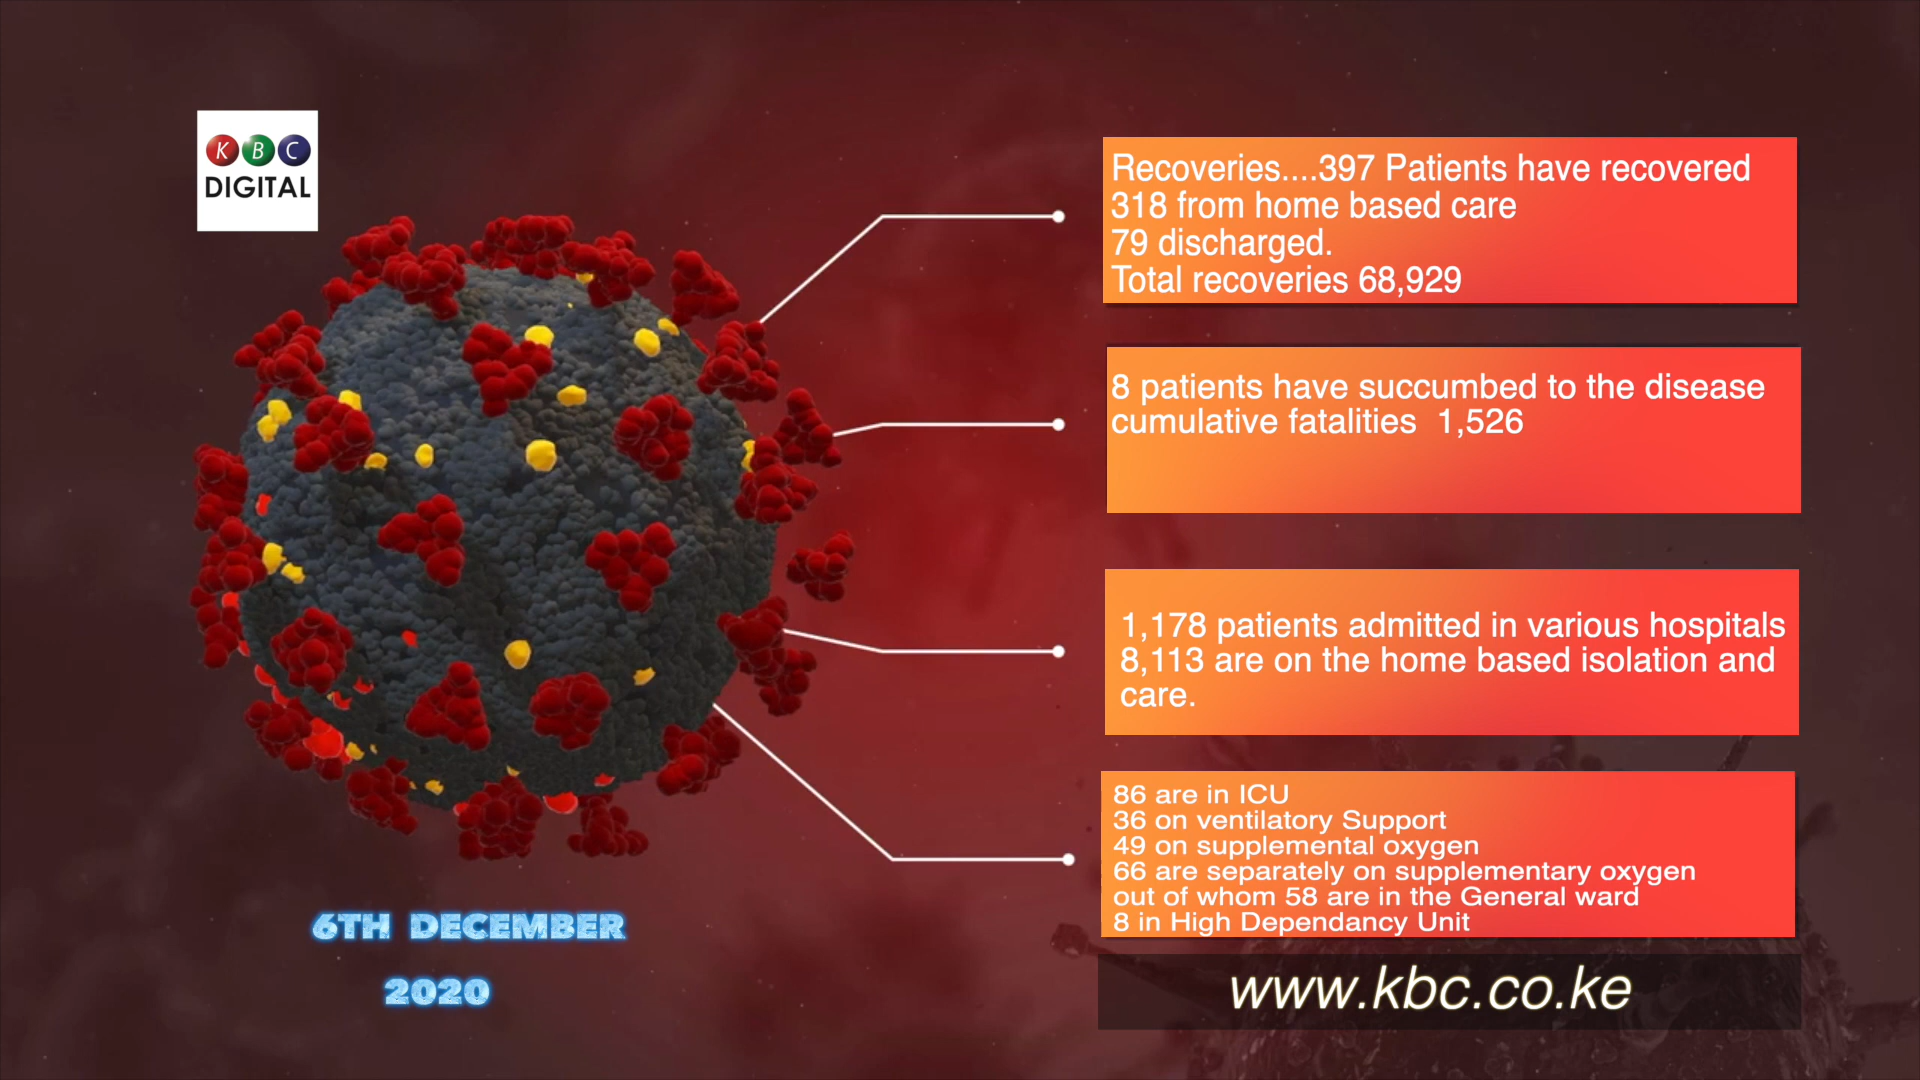 K B C
DIGITAL
Recoveries....397 Patients have recovered
318 from home based care
79 discharged.
Total recoveries 68,929
8 patients have succumbed to the disease
cumulative fatalities 1,526
1,178 patients admitted in various hospitals
8,113 are on the home based isolation and
care.
86 are in ICU
36 on ventilatory Support
49 on supplemental oxygen
66 are separately on supplementary oxygen
out of whom 58 are in the General ward
8 in High Dependancy Unit
6TH DECEMBER
2020
www.kbc.co.ke